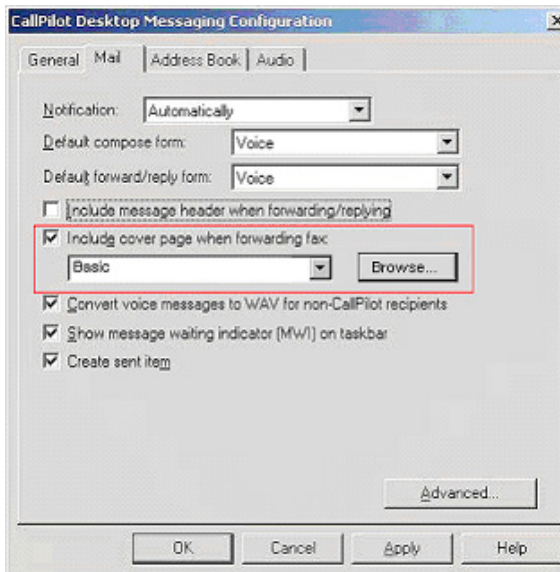 CallPilot Desktop Messaging Configuration
General Mail Address Book Audio
Notification: Automatically
Default compose form: Voice
Default forward/reply form: Voice
Include message header when forwarding/replying
Include cover page when forwarding fax:
Basic Browse...
Convert voice messages to WAV for non-CallPilot recipients
Show message waiting indicator (MWI) on taskbar
Create sent item
Advanced...
OK Cancel Apply Help